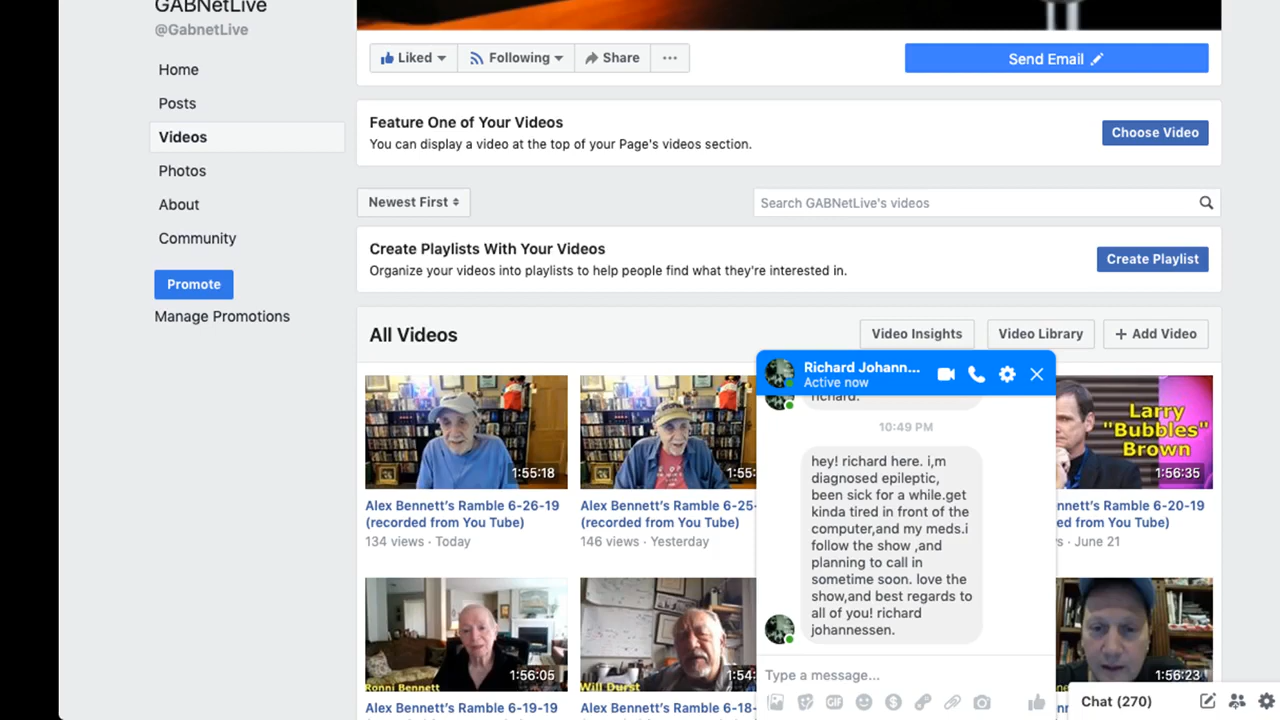 GABNetLive
@GabnetLive
Home
Posts
Videos
Photos
About
Community
Promote
Manage Promotions
Liked
Following
Share
Send Email
Feature One of Your Videos
You can display a video at the top of your Page's videos section.
Choose Video
Newest First
Search GABNetLive's videos
Create Playlists With Your Videos
Organize your videos into playlists to help people find what they're interested in.
Create Playlist
All Videos
Video Insights
Video Library
+ Add Video
1:55:18
Alex Bennett's Ramble 6-26-19
(recorded from You Tube)
134 views · Today
1:55:
Alex Bennett's Ramble 6-25-
(recorded from You Tube)
146 views · Yesterday
Larry
"Bubbles"
Brown
1:56:35
nnett's Ramble 6-20-19
ed from You Tube)
s · June 21
Ronni Bennett
1:56:05
Alex Bennett's Ramble 6-19-19
Will Durst
1:54:
Alex Bennett's Ramble 6-18-
1:56:23
Richard Johann...
Active now
richard.
10:49 PM
hey! richard here. i,m
diagnosed epileptic,
been sick for a while.get
kinda tired in front of the
computer,and my meds.i
follow the show ,and
planning to call in
sometime soon. love the
show,and best regards to
all of you! richard
johannessen.
Type a message...
GIF
Chat (270)